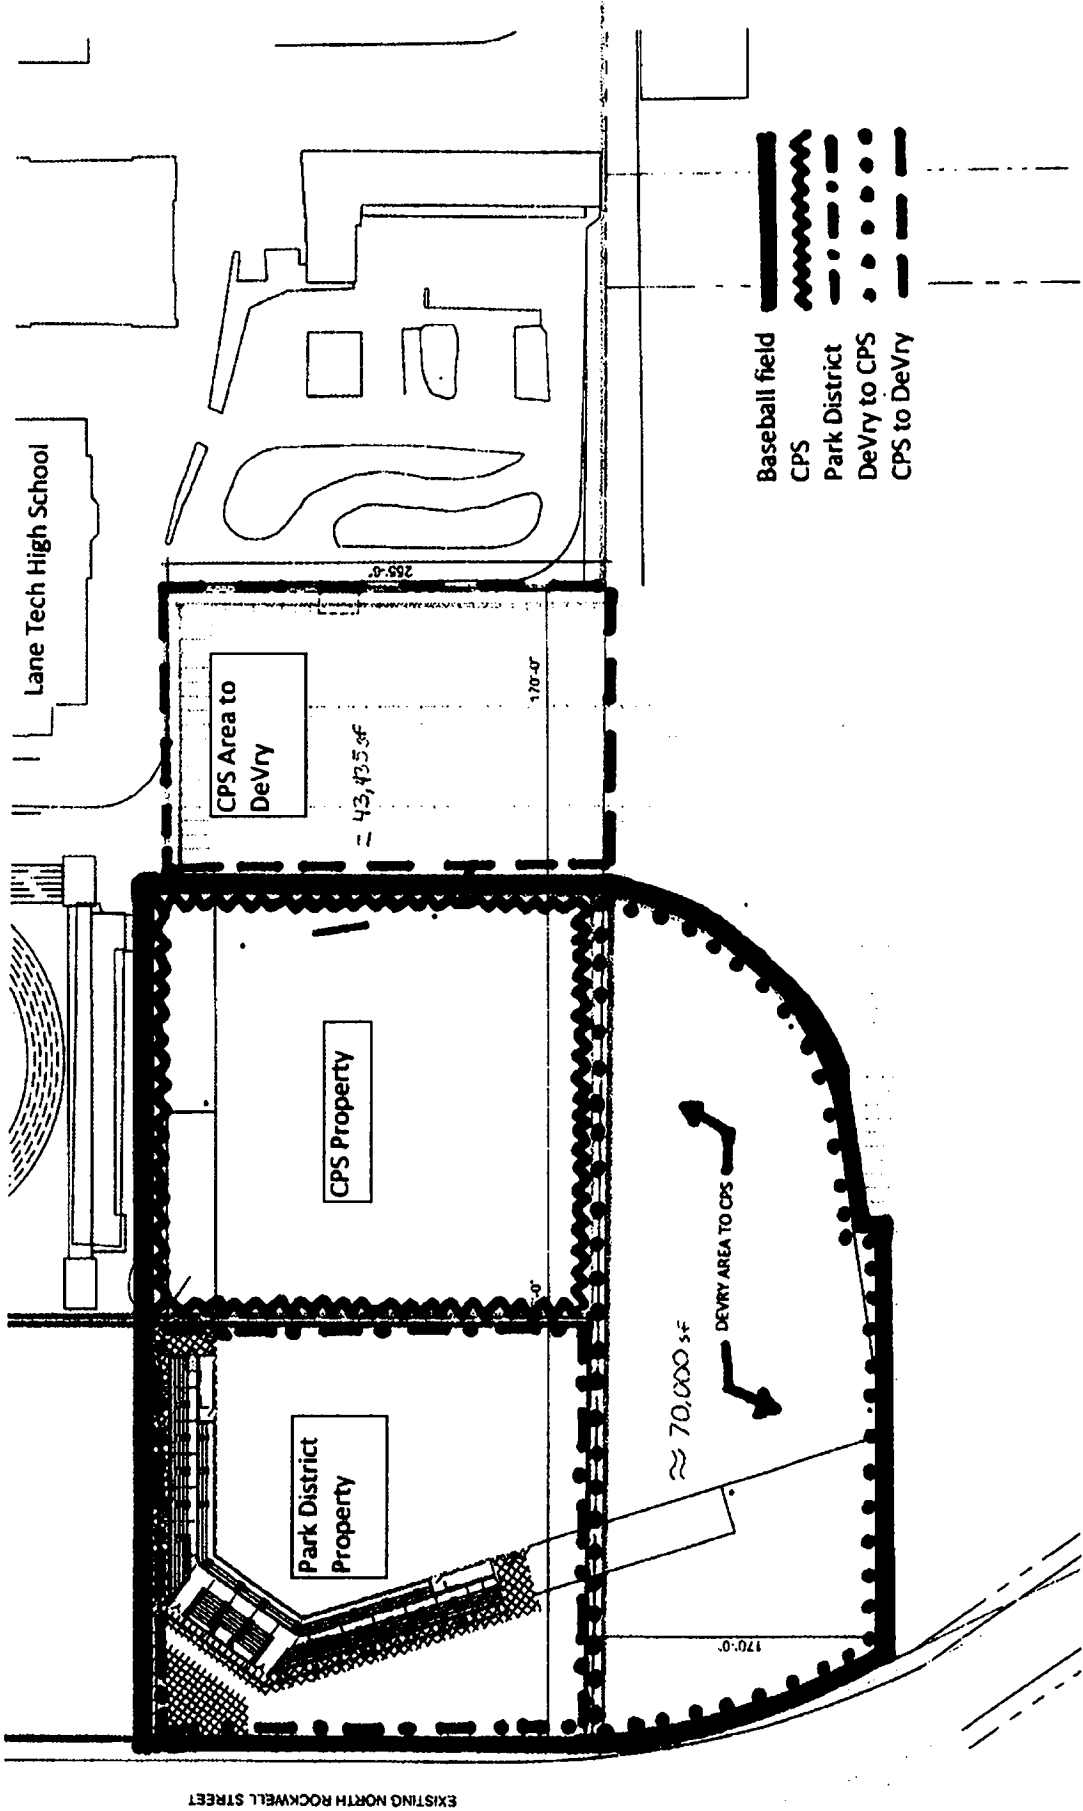 Lane Tech High School
Baseball field
CPS
Park District
DeVry to CPS
CPS to DeVry
255'-0"
CPS Area to
DeVry
= 43,435 sf
170'-0"
CPS Property
-0"
DEVRY AREA TO CPS
≈ 70,000 sf
Park District
Property
170'-0"
EXISTING NORTH ROCKWELL STREET